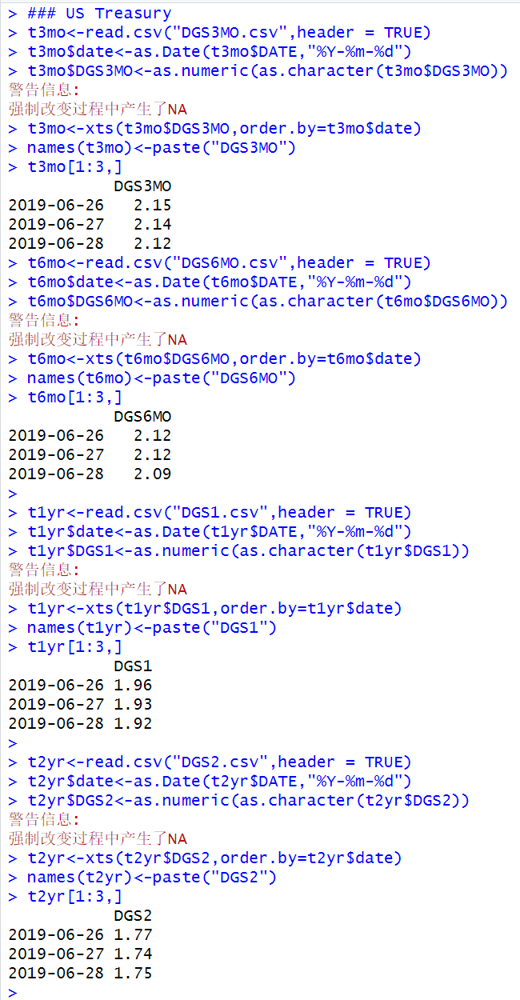 > ### US Treasury
> t3mo<-read.csv("DGS3MO.csv",header = TRUE)
> t3mo$date<-as.Date(t3mo$DATE,"%Y-%m-%d")
> t3mo$DGS3MO<-as.numeric(as.character(t3mo$DGS3MO))
警告信息:
强制改变过程中产生了NA
> t3mo<-xts(t3mo$DGS3MO,order.by=t3mo$date)
> names(t3mo)<-paste("DGS3MO")
> t3mo[1:3,]
           DGS3MO
2019-06-26   2.15
2019-06-27   2.14
2019-06-28   2.12
> t6mo<-read.csv("DGS6MO.csv",header = TRUE)
> t6mo$date<-as.Date(t6mo$DATE,"%Y-%m-%d")
> t6mo$DGS6MO<-as.numeric(as.character(t6mo$DGS6MO))
警告信息:
强制改变过程中产生了NA
> t6mo<-xts(t6mo$DGS6MO,order.by=t6mo$date)
> names(t6mo)<-paste("DGS6MO")
> t6mo[1:3,]
           DGS6MO
2019-06-26   2.12
2019-06-27   2.12
2019-06-28   2.09
>
> t1yr<-read.csv("DGS1.csv",header = TRUE)
> t1yr$date<-as.Date(t1yr$DATE,"%Y-%m-%d")
> t1yr$DGS1<-as.numeric(as.character(t1yr$DGS1))
警告信息:
强制改变过程中产生了NA
> t1yr<-xts(t1yr$DGS1,order.by=t1yr$date)
> names(t1yr)<-paste("DGS1")
> t1yr[1:3,]
           DGS1
2019-06-26 1.96
2019-06-27 1.93
2019-06-28 1.92
>
> t2yr<-read.csv("DGS2.csv",header = TRUE)
> t2yr$date<-as.Date(t2yr$DATE,"%Y-%m-%d")
> t2yr$DGS2<-as.numeric(as.character(t2yr$DGS2))
警告信息:
强制改变过程中产生了NA
> t2yr<-xts(t2yr$DGS2,order.by=t2yr$date)
> names(t2yr)<-paste("DGS2")
> t2yr[1:3,]
           DGS2
2019-06-26 1.77
2019-06-27 1.74
2019-06-28 1.75
>